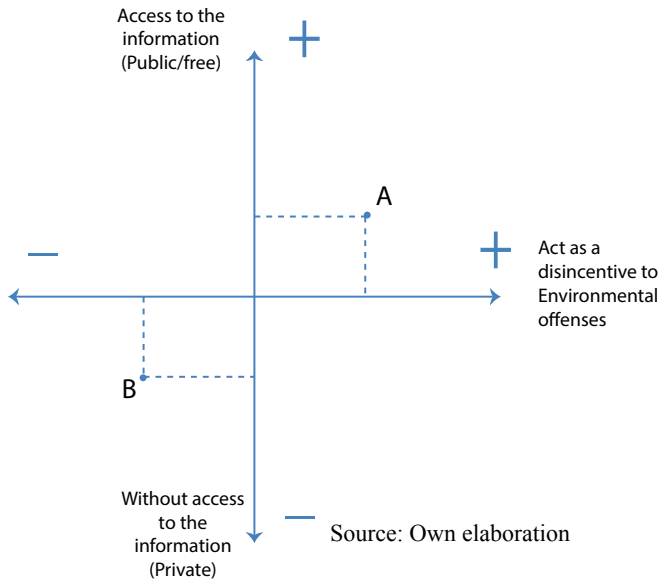 Access to the
information
(Public/free)
+
A
−
+
Act as a
disincentive to
Environmental
offenses
B
Without access
to the
information
(Private)
−
Source: Own elaboration